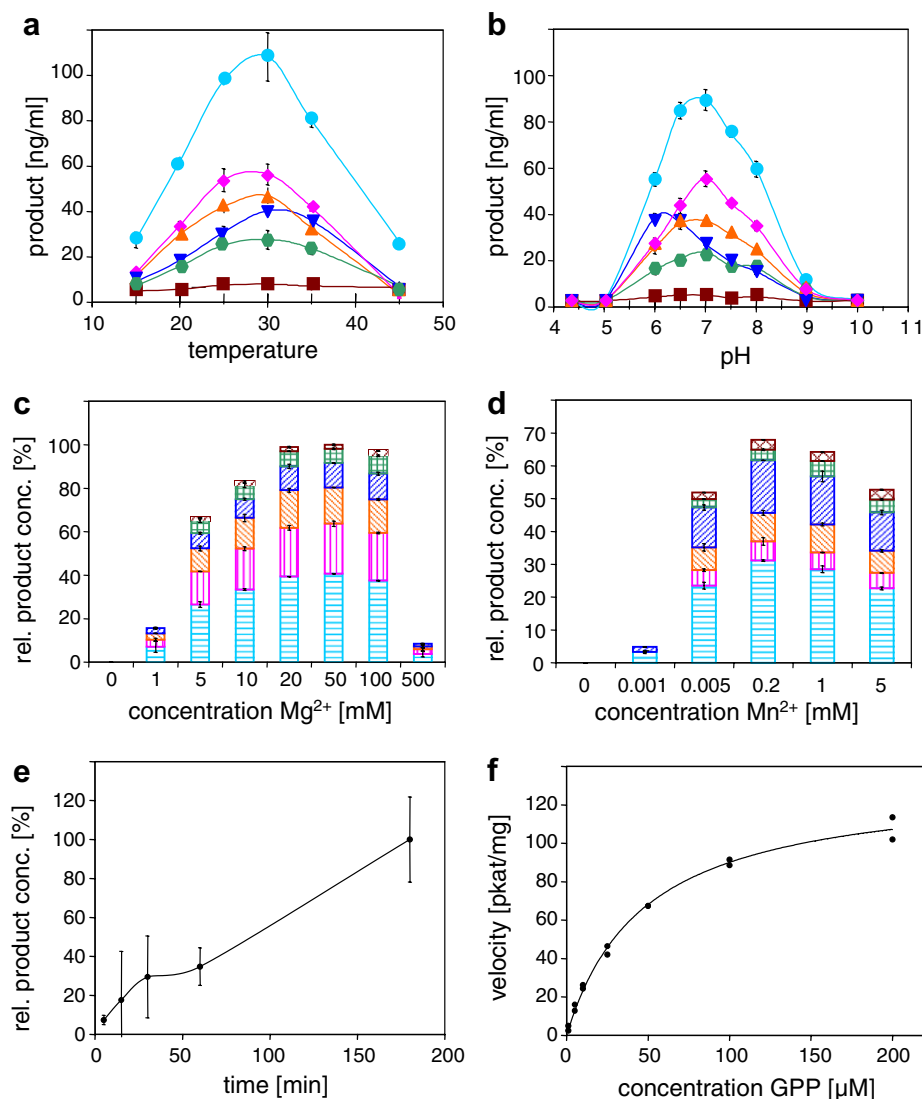 a
product [ng/ml]
100
80
60
40
20
0
10 20 30 40 50
temperature
b
product [ng/ml]
100
80
60
40
20
0
4 5 6 7 8 9 10 11
pH
c
rel. product conc. [%]
100
80
60
40
20
0
0 1 5 10 20 50 100 500
concentration Mg²⁺ [mM]
d
rel. product conc. [%]
70
60
50
40
30
20
10
0
0 0.001 0.005 0.2 1 5
concentration Mn²⁺ [mM]
e
rel. product conc. [%]
120
100
80
60
40
20
0
0 50 100 150 200
time [min]
f
velocity [pkat/mg]
120
100
80
60
40
20
0
0 50 100 150 200
concentration GPP [µM]